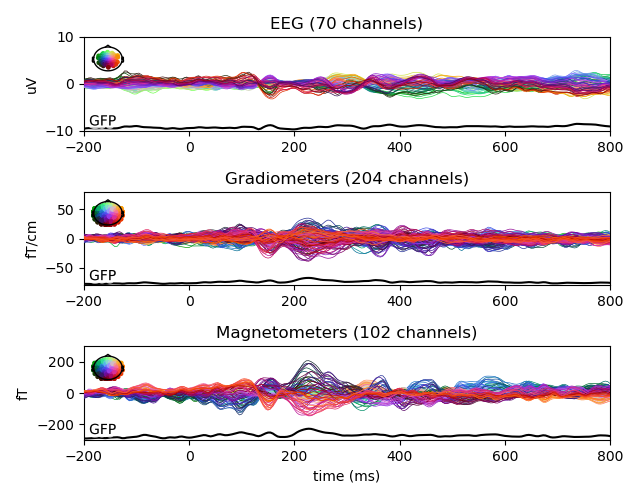 EEG (70 channels)
10
0
−10
uV
GFP
−200 0 200 400 600 800
Gradiometers (204 channels)
50
0
−50
fT/cm
GFP
−200 0 200 400 600 800
Magnetometers (102 channels)
200
0
−200
fT
GFP
−200 0 200 400 600 800
time (ms)